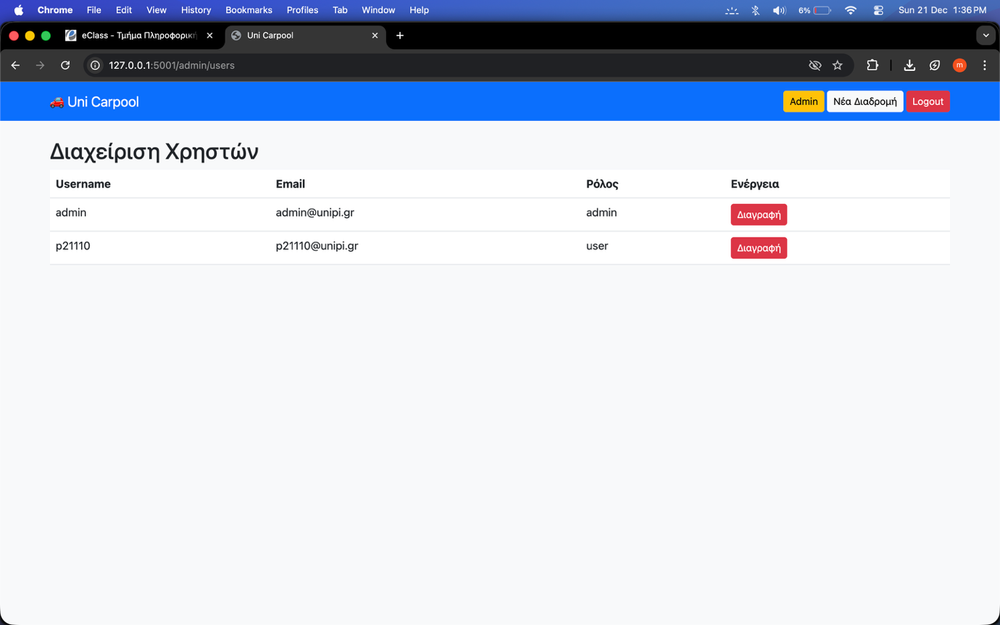 Chrome File Edit View History Bookmarks Profiles Tab Window Help 6% Sun 21 Dec 1:36 PM
eClass - Τμήμα Πληροφορική Uni Carpool
127.0.0.1:5001/admin/users m
Uni Carpool Admin Νέα Διαδρομή Logout
Διαχείριση Χρηστών
Username Email Ρόλος Ενέργεια
admin admin@unipi.gr admin Διαγραφή
p21110 p21110@unipi.gr user Διαγραφή